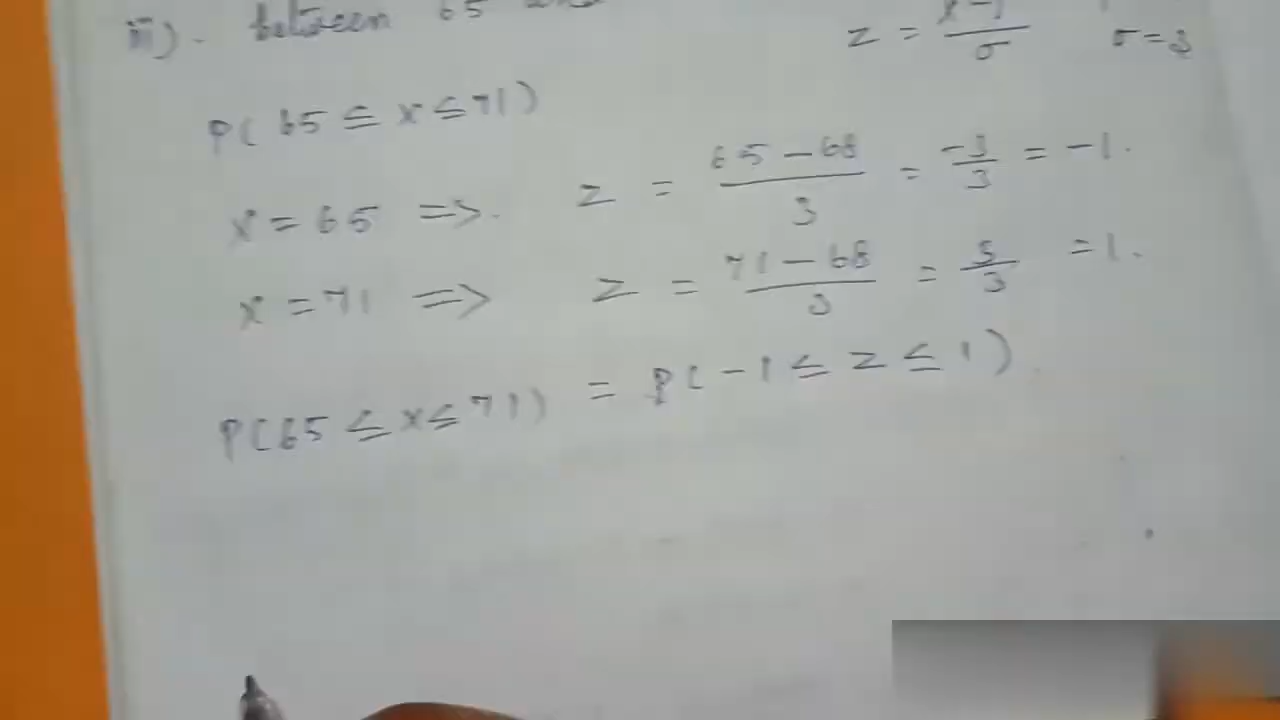 iii). between 65
z = x-   σ σ=3
P( 65 ≤ x ≤ 71)
x = 65 => . z = 65 - 68 / 3 = -3/3 = -1.
x = 71 => z = 71 - 68 / 3 = 3/3 = 1.
P(65 ≤ x ≤ 71) = P( -1 ≤ z ≤ 1)